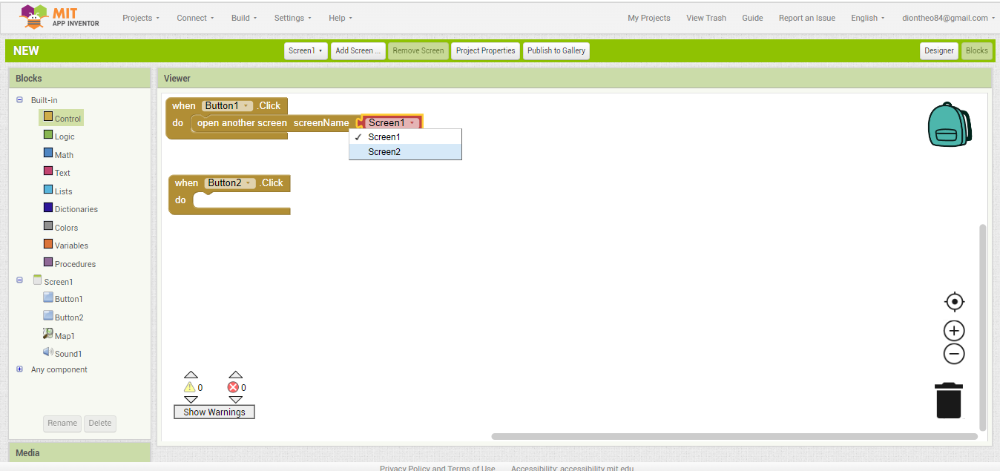 MIT
APP INVENTOR
Projects Connect Build Settings Help My Projects View Trash Guide Report an Issue English diontheo84@gmail.com
NEW
Screen1 Add Screen ... Remove Screen Project Properties Publish to Gallery Designer Blocks
Blocks
Built-in
Control
Logic
Math
Text
Lists
Dictionaries
Colors
Variables
Procedures
Screen1
Button1
Button2
Map1
Sound1
Any component
Rename Delete
Media
Viewer
when Button1 .Click
do open another screen screenName Screen1
✓ Screen1
Screen2
when Button2 .Click
do
0 0
Show Warnings
Privacy Policy and Terms of Use Accessibility: accessibility.mit.edu